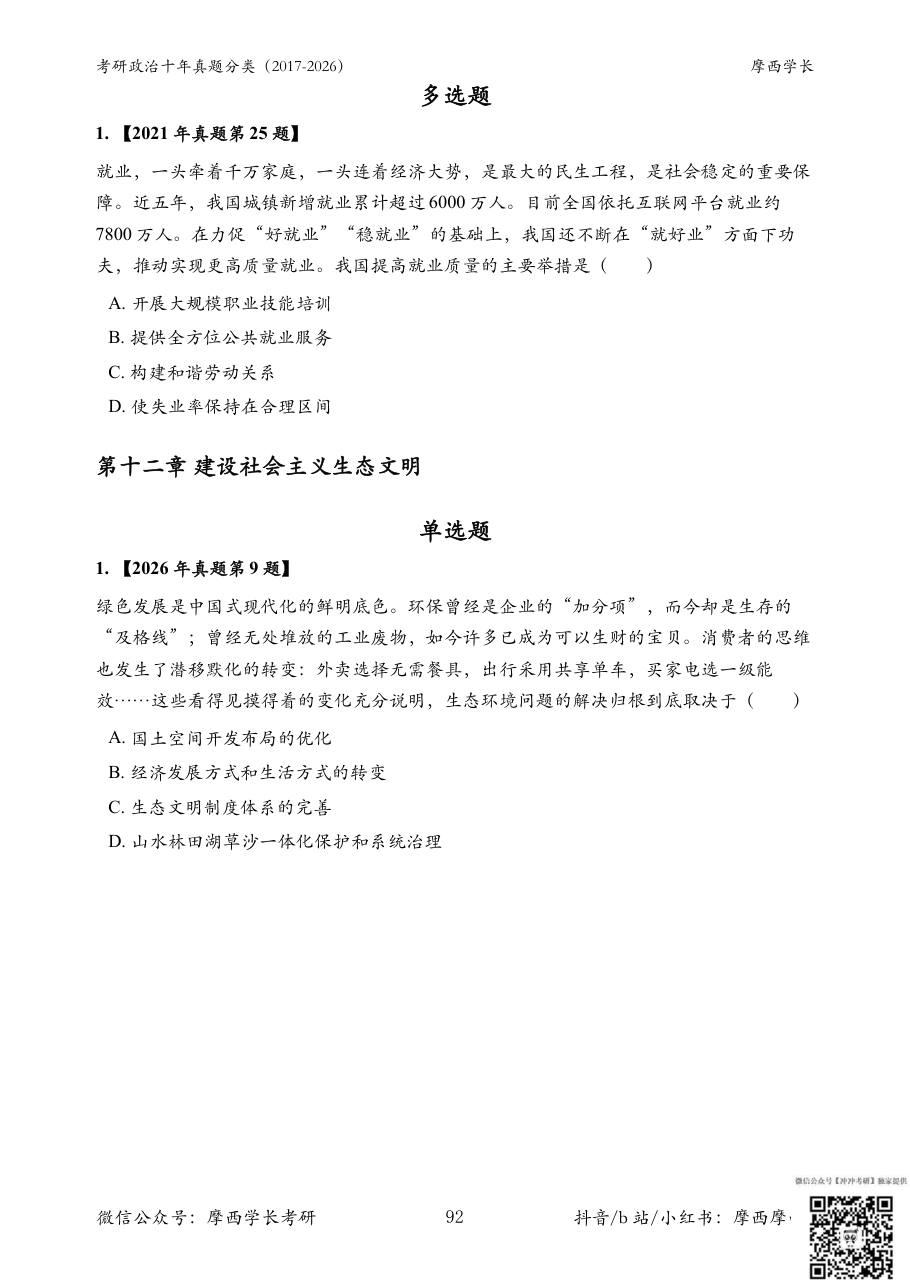 考研政治十年真题分类（2017-2026）
摩西学长
多选题
1. 【2021 年真题第 25 题】
就业，一头牵着千万家庭，一头连着经济大势，是最大的民生工程，是社会稳定的重要保
障。近五年，我国城镇新增就业累计超过 6000 万人。目前全国依托互联网平台就业约
7800 万人。在力促“好就业”“稳就业”的基础上，我国还不断在“就好业”方面下功
夫，推动实现更高质量就业。我国提高就业质量的主要举措是（　　）
A. 开展大规模职业技能培训
B. 提供全方位公共就业服务
C. 构建和谐劳动关系
D. 使失业率保持在合理区间
第十二章 建设社会主义生态文明
单选题
1. 【2026 年真题第 9 题】
绿色发展是中国式现代化的鲜明底色。环保曾经是企业的“加分项”，而今却是生存的
“及格线”；曾经无处堆放的工业废物，如今许多已成为可以生财的宝贝。消费者的思维
也发生了潜移默化的转变：外卖选择无需餐具，出行采用共享单车，买家电选一级能
效……这些看得见摸得着的变化充分说明，生态环境问题的解决归根到底取决于（　　）
A. 国土空间开发布局的优化
B. 经济发展方式和生活方式的转变
C. 生态文明制度体系的完善
D. 山水林田湖草沙一体化保护和系统治理
微信公众号【冲冲考研】独家提供
微信公众号：摩西学长考研
92
抖音/b 站/小红书：摩西摩